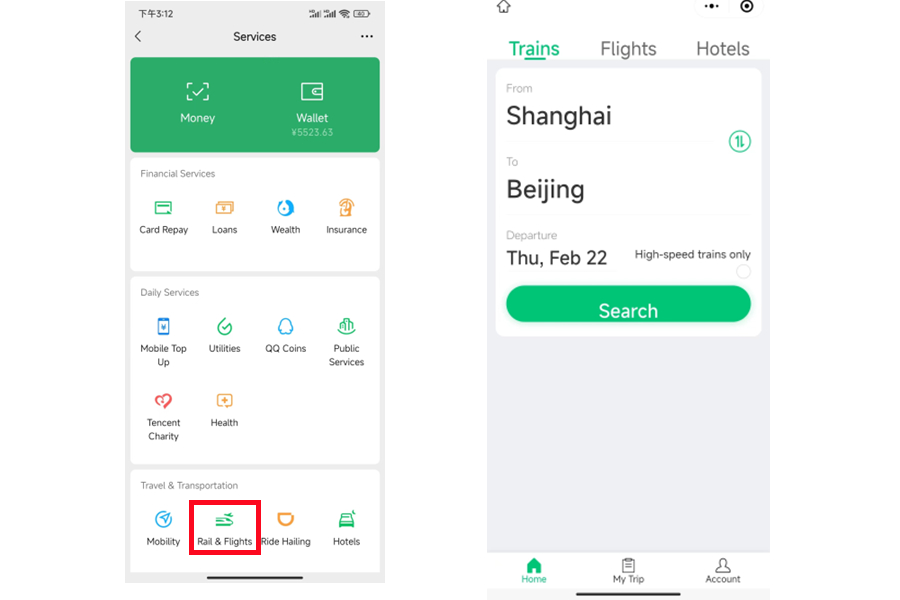 下午3:12
Services
Money
Wallet
¥5523.63
Financial Services
Card Repay
Loans
Wealth
Insurance
Daily Services
Mobile Top
Up
Utilities
QQ Coins
Public
Services
Tencent
Charity
Health
Travel & Transportation
Mobility
Rail & Flights
Ride Hailing
Hotels
Trains
Flights
Hotels
From
Shanghai
To
Beijing
Departure
Thu, Feb 22
High-speed trains only
Search
Home
My Trip
Account